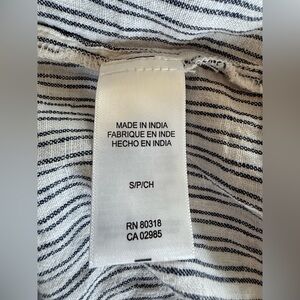 MADE IN INDIA
FABRIQUE EN INDE
HECHO EN INDIA
S/P/CH
RN 80318
CA 02985